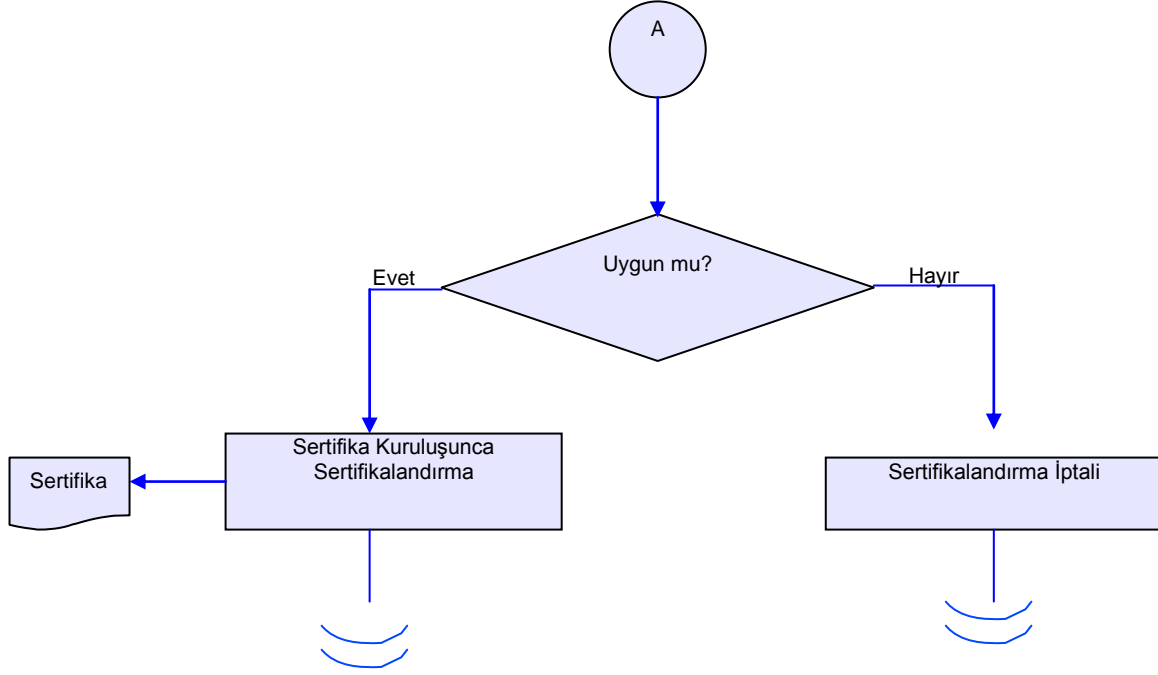 A
Uygun mu?
Evet
Hayır
Sertifika Kuruluşunca
Sertifikalandırma
Sertifika
Sertifikalandırma İptali